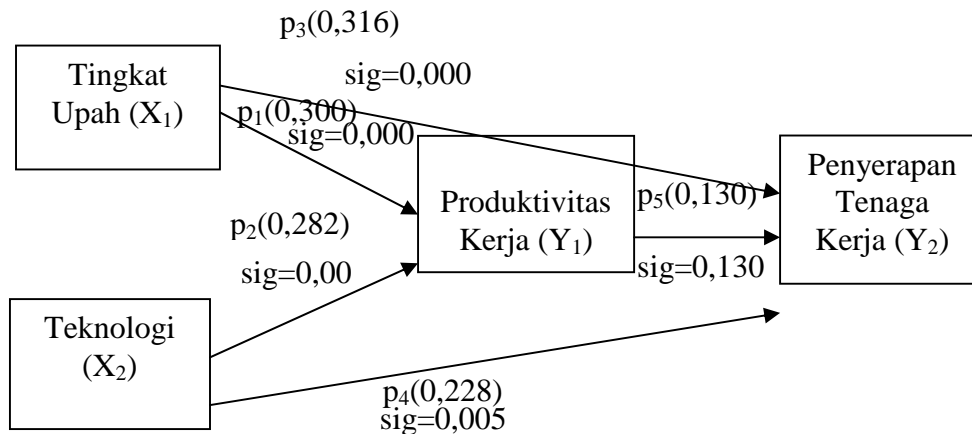 p₃(0,316)
Tingkat
Upah (X₁)
sig=0,000
p₁(0,300)
sig=0,000
Produktivitas
Kerja (Y₁)
p₅(0,130)
sig=0,130
Penyerapan
Tenaga
Kerja (Y₂)
p₂(0,282)
sig=0,00
Teknologi
(X₂)
p₄(0,228)
sig=0,005